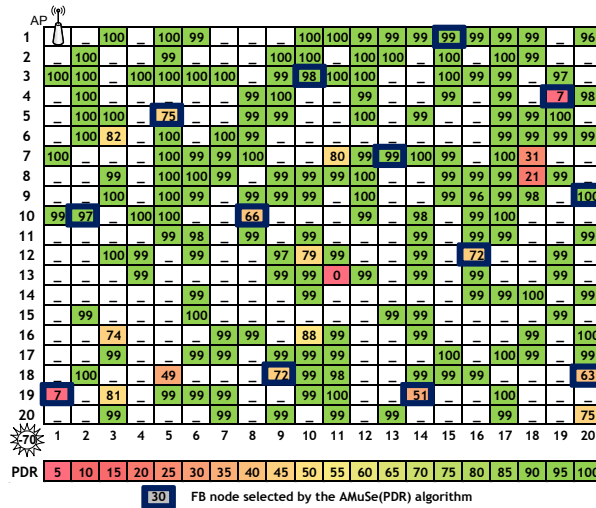 AP
1 _ 100 _ 100 99 _ _ _ 100 100 99 99 99 99 99 99 99 _ 96
2 _ 100 _ _ 99 _ _ _ 100 100 _ 100 100 _ 100 _ 100 99 _ _
3 100 100 _ 100 100 100 100 _ 99 98 100 100 _ _ 100 99 99 _ 97 _
4 _ 100 _ _ _ _ _ 99 100 _ _ 99 _ _ 99 _ 99 _ 7 98
5 _ 100 100 _ 75 _ _ 99 99 _ _ 100 _ 99 _ _ 99 99 100 _
6 _ 100 82 _ 100 _ 100 99 _ _ _ _ _ _ _ _ 99 99 99 99
7 100 _ _ _ 100 99 99 100 _ _ 80 99 99 100 99 _ 100 31 _ _
8 _ _ 99 _ 100 100 99 _ 99 99 99 100 _ _ 99 99 99 21 99 _
9 _ _ 100 _ 100 99 _ 99 99 99 _ 100 _ _ 99 96 99 98 _ 100
10 99 97 _ 100 100 _ _ 66 _ _ _ 99 _ 98 _ 99 100 _ _ _
11 _ _ _ _ 99 98 _ 99 _ 99 _ _ _ 99 _ 99 99 _ 99 99
12 _ _ 100 99 _ 99 _ _ 97 79 99 _ _ 99 _ 72 _ _ 99 _
13 _ _ _ 99 _ _ _ _ 99 99 0 99 _ 99 _ 99 _ _ 99 _
14 _ _ _ _ _ 99 _ _ _ 99 _ _ _ _ _ 99 99 100 _ 99
15 _ 99 _ _ _ 100 _ _ _ _ _ _ 99 99 _ _ _ _ 99 _
16 _ _ 74 _ _ _ 99 99 _ 88 99 _ _ 99 _ _ _ 99 _ 100
17 _ _ 99 _ _ 99 99 _ 99 99 99 _ _ _ 100 _ 100 99 _ 99
18 _ 100 _ _ 49 _ _ _ 72 99 98 _ _ 99 99 99 _ _ _ 63
19 7 _ 81 _ 99 99 99 _ _ 99 100 _ _ 51 _ _ 100 _ _ _
20 _ _ 99 _ _ _ 99 _ 99 _ 99 _ 99 _ _ _ 99 _ _ 75
-70 1 2 3 4 5 6 7 8 9 10 11 12 13 14 15 16 17 18 19 20
PDR 5 10 15 20 25 30 35 40 45 50 55 60 65 70 75 80 85 90 95 100
30 FB node selected by the AMuSe(PDR) algorithm